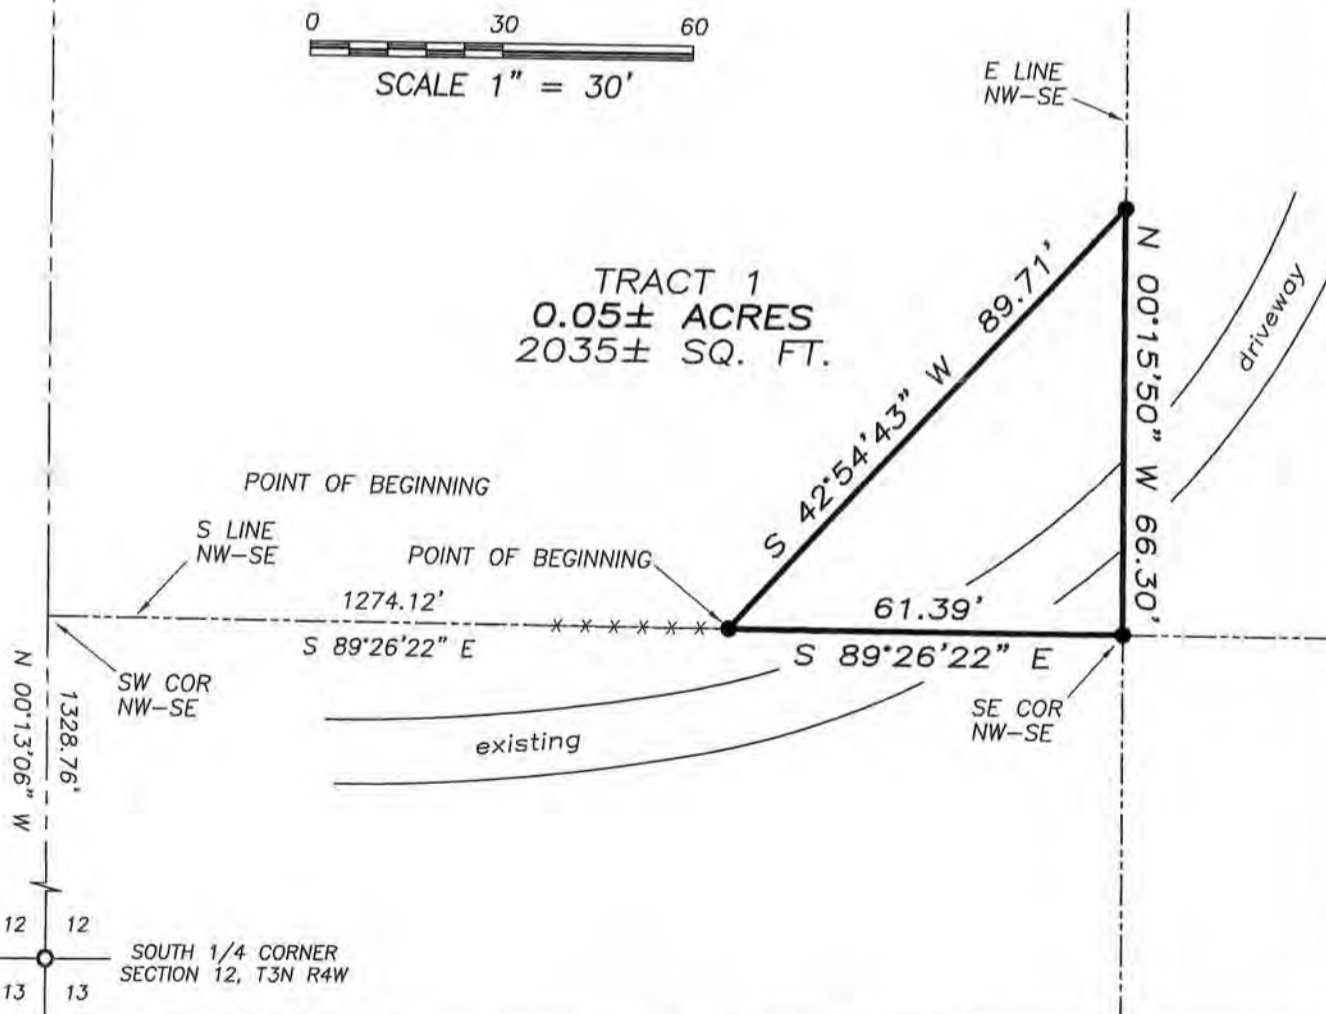 0 30 60
SCALE 1" = 30'
E LINE
NW-SE
TRACT 1
0.05± ACRES
2035± SQ. FT.
S 42°54'43" W 89.71'
N 00°15'50" W 66.30'
driveway
POINT OF BEGINNING
S LINE
NW-SE
POINT OF BEGINNING
1274.12'
S 89°26'22" E
x x x x x x
61.39'
S 89°26'22" E
SW COR
NW-SE
SE COR
NW-SE
existing
N 00°13'06" W
1328.76'
12 12
13 13
SOUTH 1/4 CORNER
SECTION 12, T3N R4W